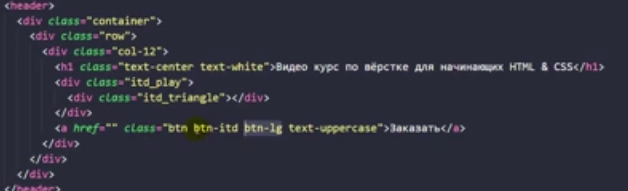 <header>
<div class="container">
<div class="row">
<div class="col-12">
<h1 class="text-center text-white">Видео курс по вёрстке для начинающих HTML & CSS</h1>
<div class="itd_play">
<div class="itd_triangle"></div>
</div>
<a href="" class="btn btn-itd btn-lg text-uppercase">Заказать</a>
</div>
</div>
</div>
</header>